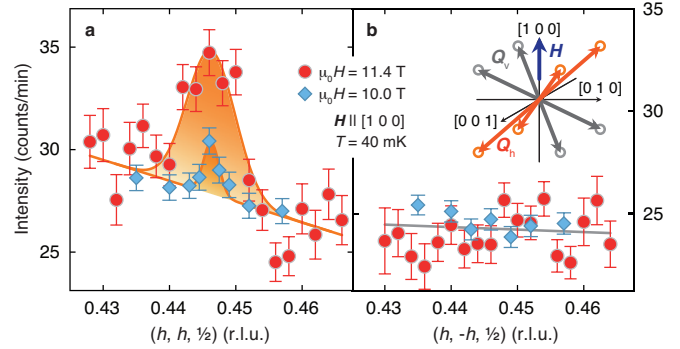 a
35
30
25
Intensity (counts/min)
0.43 0.44 0.45 0.46
(h, h, ½) (r.l.u.)
μ₀H = 11.4 T
μ₀H = 10.0 T
H || [1 0 0]
T = 40 mK
b
[1 0 0]
Qᵥ
H
[0 1 0]
[0 0 1]
Qₕ
35
30
25
0.43 0.44 0.45 0.46
(h, -h, ½) (r.l.u.)